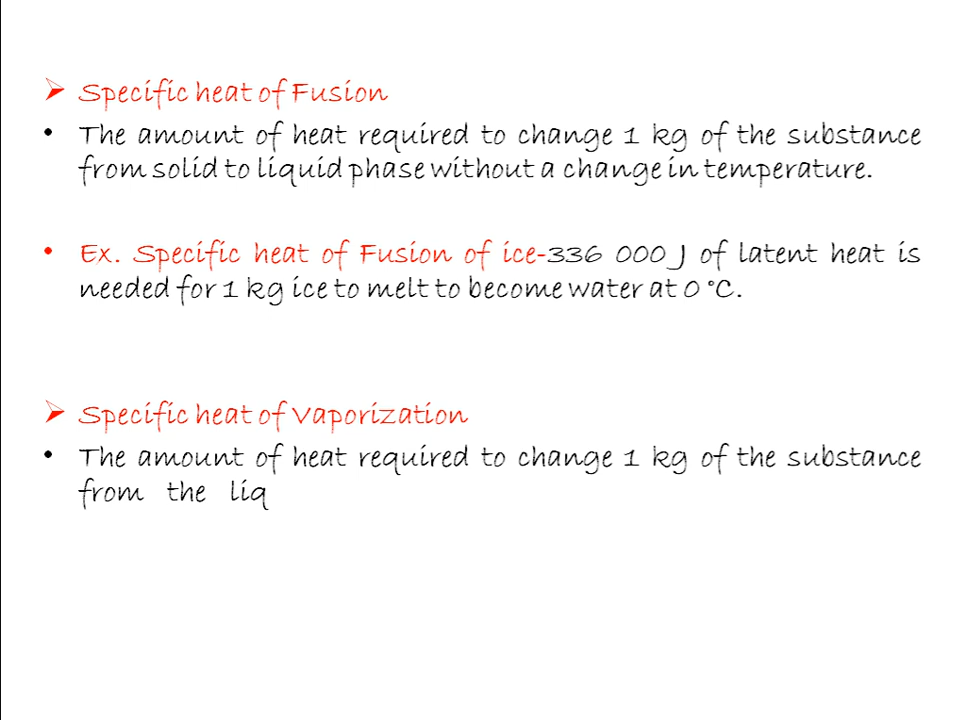 ➢ Specific heat of Fusion
• The amount of heat required to change 1 kg of the substance
from solid to liquid phase without a change in temperature.
• Ex. Specific heat of Fusion of ice-336 000 J of latent heat is
needed for 1 kg ice to melt to become water at 0 °C.
➢ Specific heat of Vaporization
• The amount of heat required to change 1 kg of the substance
from the liq